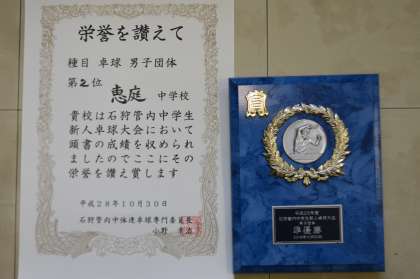 栄誉を讃えて
種目 卓球 男子団体
第2位
恵庭 中学校
貴校は石狩管内中学生
新人卓球大会において
頭書の成績を収められ
ましたのでここにその
栄誉を讃え賞します
平成28年10月30日
石狩管内中体連卓球専門委員長
小野
賞
準優勝